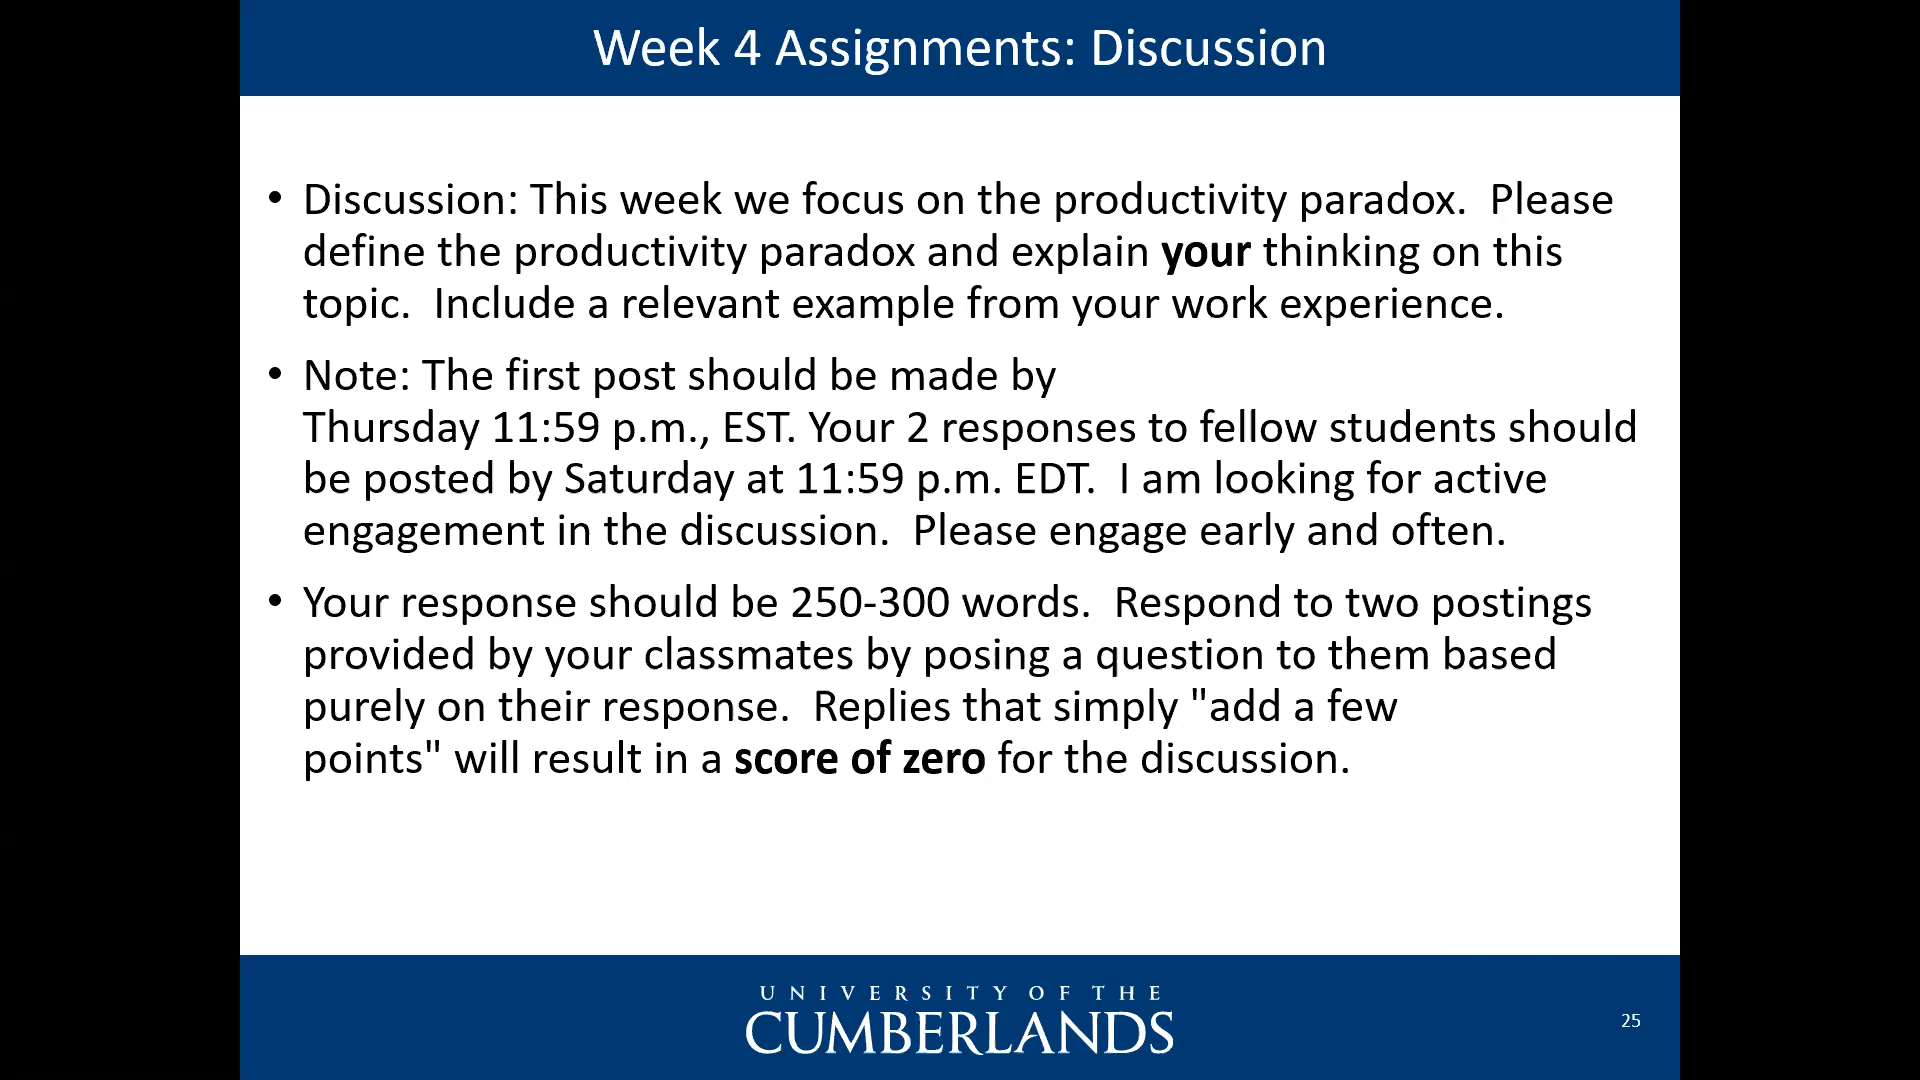 Week 4 Assignments: Discussion
• Discussion: This week we focus on the productivity paradox.  Please
define the productivity paradox and explain your thinking on this
topic.  Include a relevant example from your work experience.
• Note: The first post should be made by
Thursday 11:59 p.m., EST. Your 2 responses to fellow students should
be posted by Saturday at 11:59 p.m. EDT.  I am looking for active
engagement in the discussion.  Please engage early and often.
• Your response should be 250-300 words.  Respond to two postings
provided by your classmates by posing a question to them based
purely on their response.  Replies that simply "add a few
points" will result in a score of zero for the discussion.
UNIVERSITY OF THE
CUMBERLANDS
25